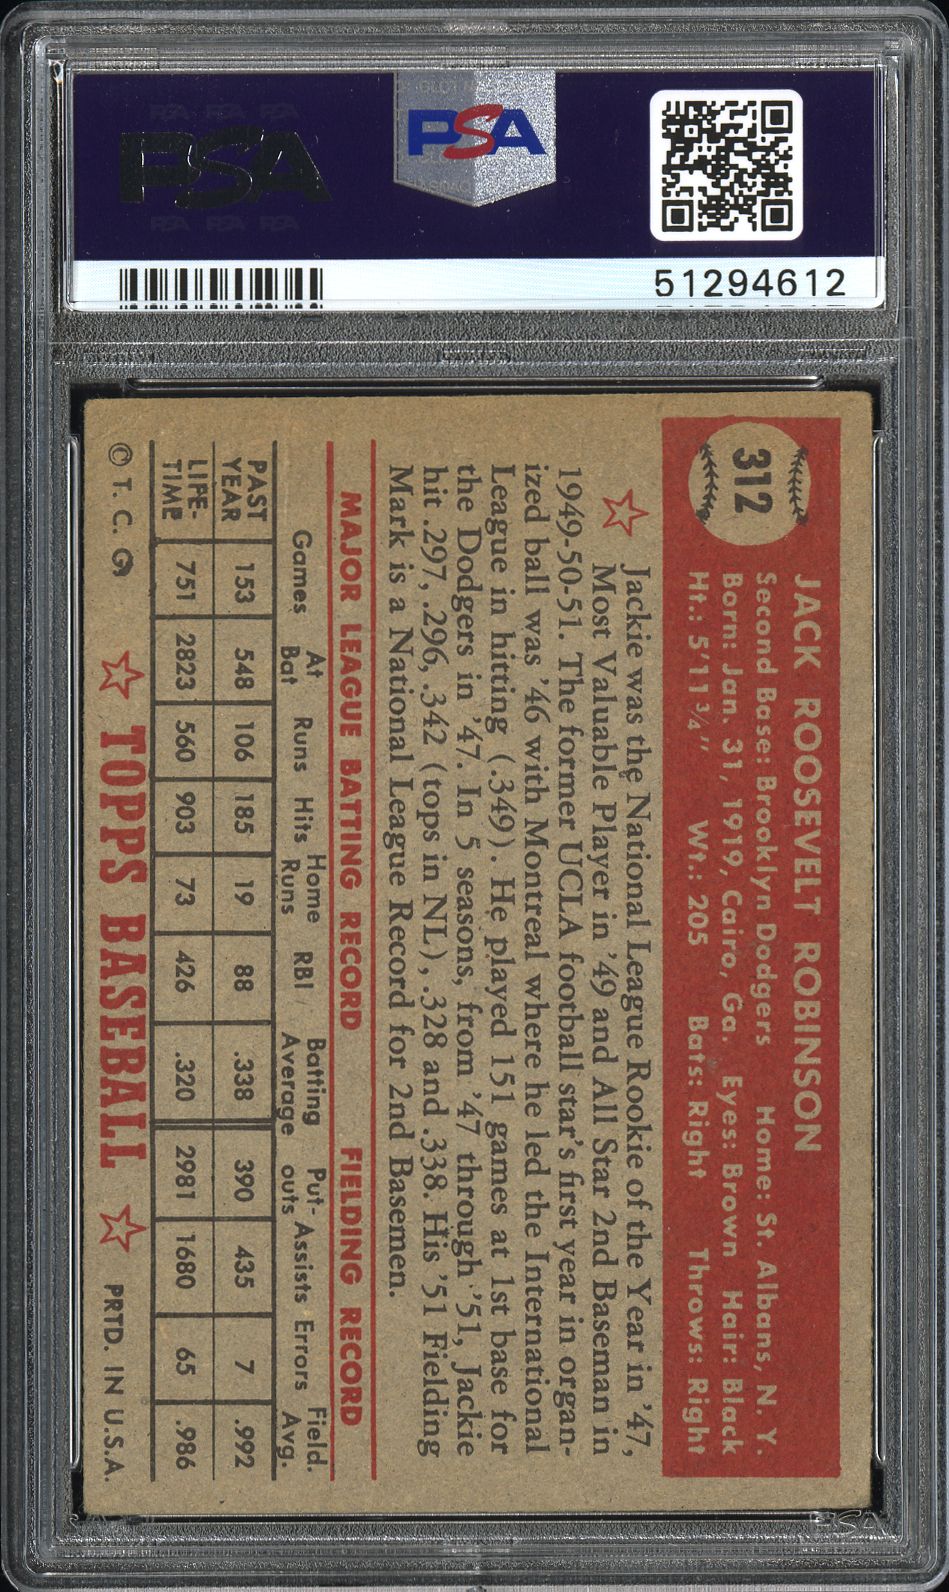 PSA PSA PSA
PSA
PSA PSA PSA
PSA
51294612
312
JACK ROOSEVELT ROBINSON
Second Base: Brooklyn Dodgers Home: St. Albans, N. Y.
Born: Jan. 31, 1919, Cairo, Ga. Eyes: Brown Hair: Black
Ht.: 5'11¾" Wt.: 205 Bats: Right Throws: Right
Jackie was the National League Rookie of the Year in '47,
Most Valuable Player in '49 and All Star 2nd Baseman in
1949-50-51. The former UCLA football star's first year in organ-
ized ball was '46 with Montreal where he led the International
League in hitting (.349). He played 151 games at 1st base for
the Dodgers in '47. In 5 seasons, from '47 through '51, Jackie
hit .297, .296, .342 (tops in NL), .328 and .338. His '51 Fielding
Mark is a National League Record for 2nd Basemen.
MAJOR LEAGUE BATTING RECORD FIELDING RECORD
Games At Bat Runs Hits Home Runs RBI Batting Average Put-outs Assists Errors Field. Avg.
PAST YEAR 153 548 106 185 19 88 .338 390 435 7 .992
LIFE-TIME 751 2823 560 903 73 426 .320 2981 1680 65 .986
© T. C. G. TOPPS BASEBALL PRTD. IN U.S.A.
PSA